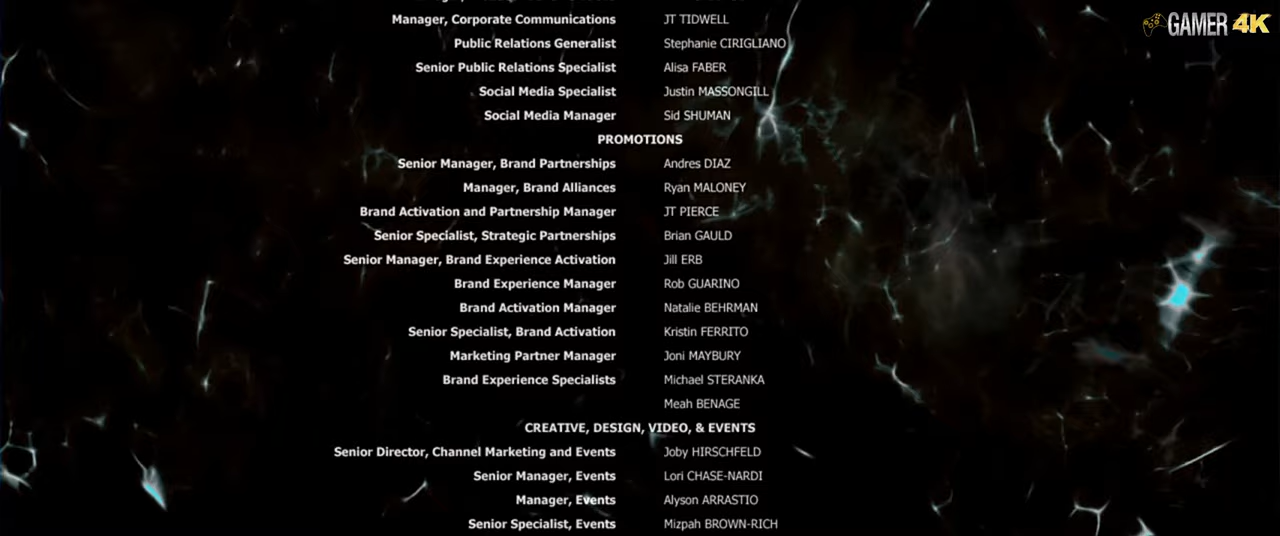 GAMER 4K
Manager, Corporate Communications JT TIDWELL
Public Relations Generalist Stephanie CIRIGLIANO
Senior Public Relations Specialist Alisa FABER
Social Media Specialist Justin MASSONGILL
Social Media Manager Sid SHUMAN
PROMOTIONS
Senior Manager, Brand Partnerships Andres DIAZ
Manager, Brand Alliances Ryan MALONEY
Brand Activation and Partnership Manager JT PIERCE
Senior Specialist, Strategic Partnerships Brian GAULD
Senior Manager, Brand Experience Activation Jill ERB
Brand Experience Manager Rob GUARINO
Brand Activation Manager Natalie BEHRMAN
Senior Specialist, Brand Activation Kristin FERRITO
Marketing Partner Manager Joni MAYBURY
Brand Experience Specialists Michael STERANKA
Meah BENAGE
CREATIVE, DESIGN, VIDEO, & EVENTS
Senior Director, Channel Marketing and Events Joby HIRSCHFELD
Senior Manager, Events Lori CHASE-NARDI
Manager, Events Alyson ARRASTIO
Senior Specialist, Events Mizpah BROWN-RICH